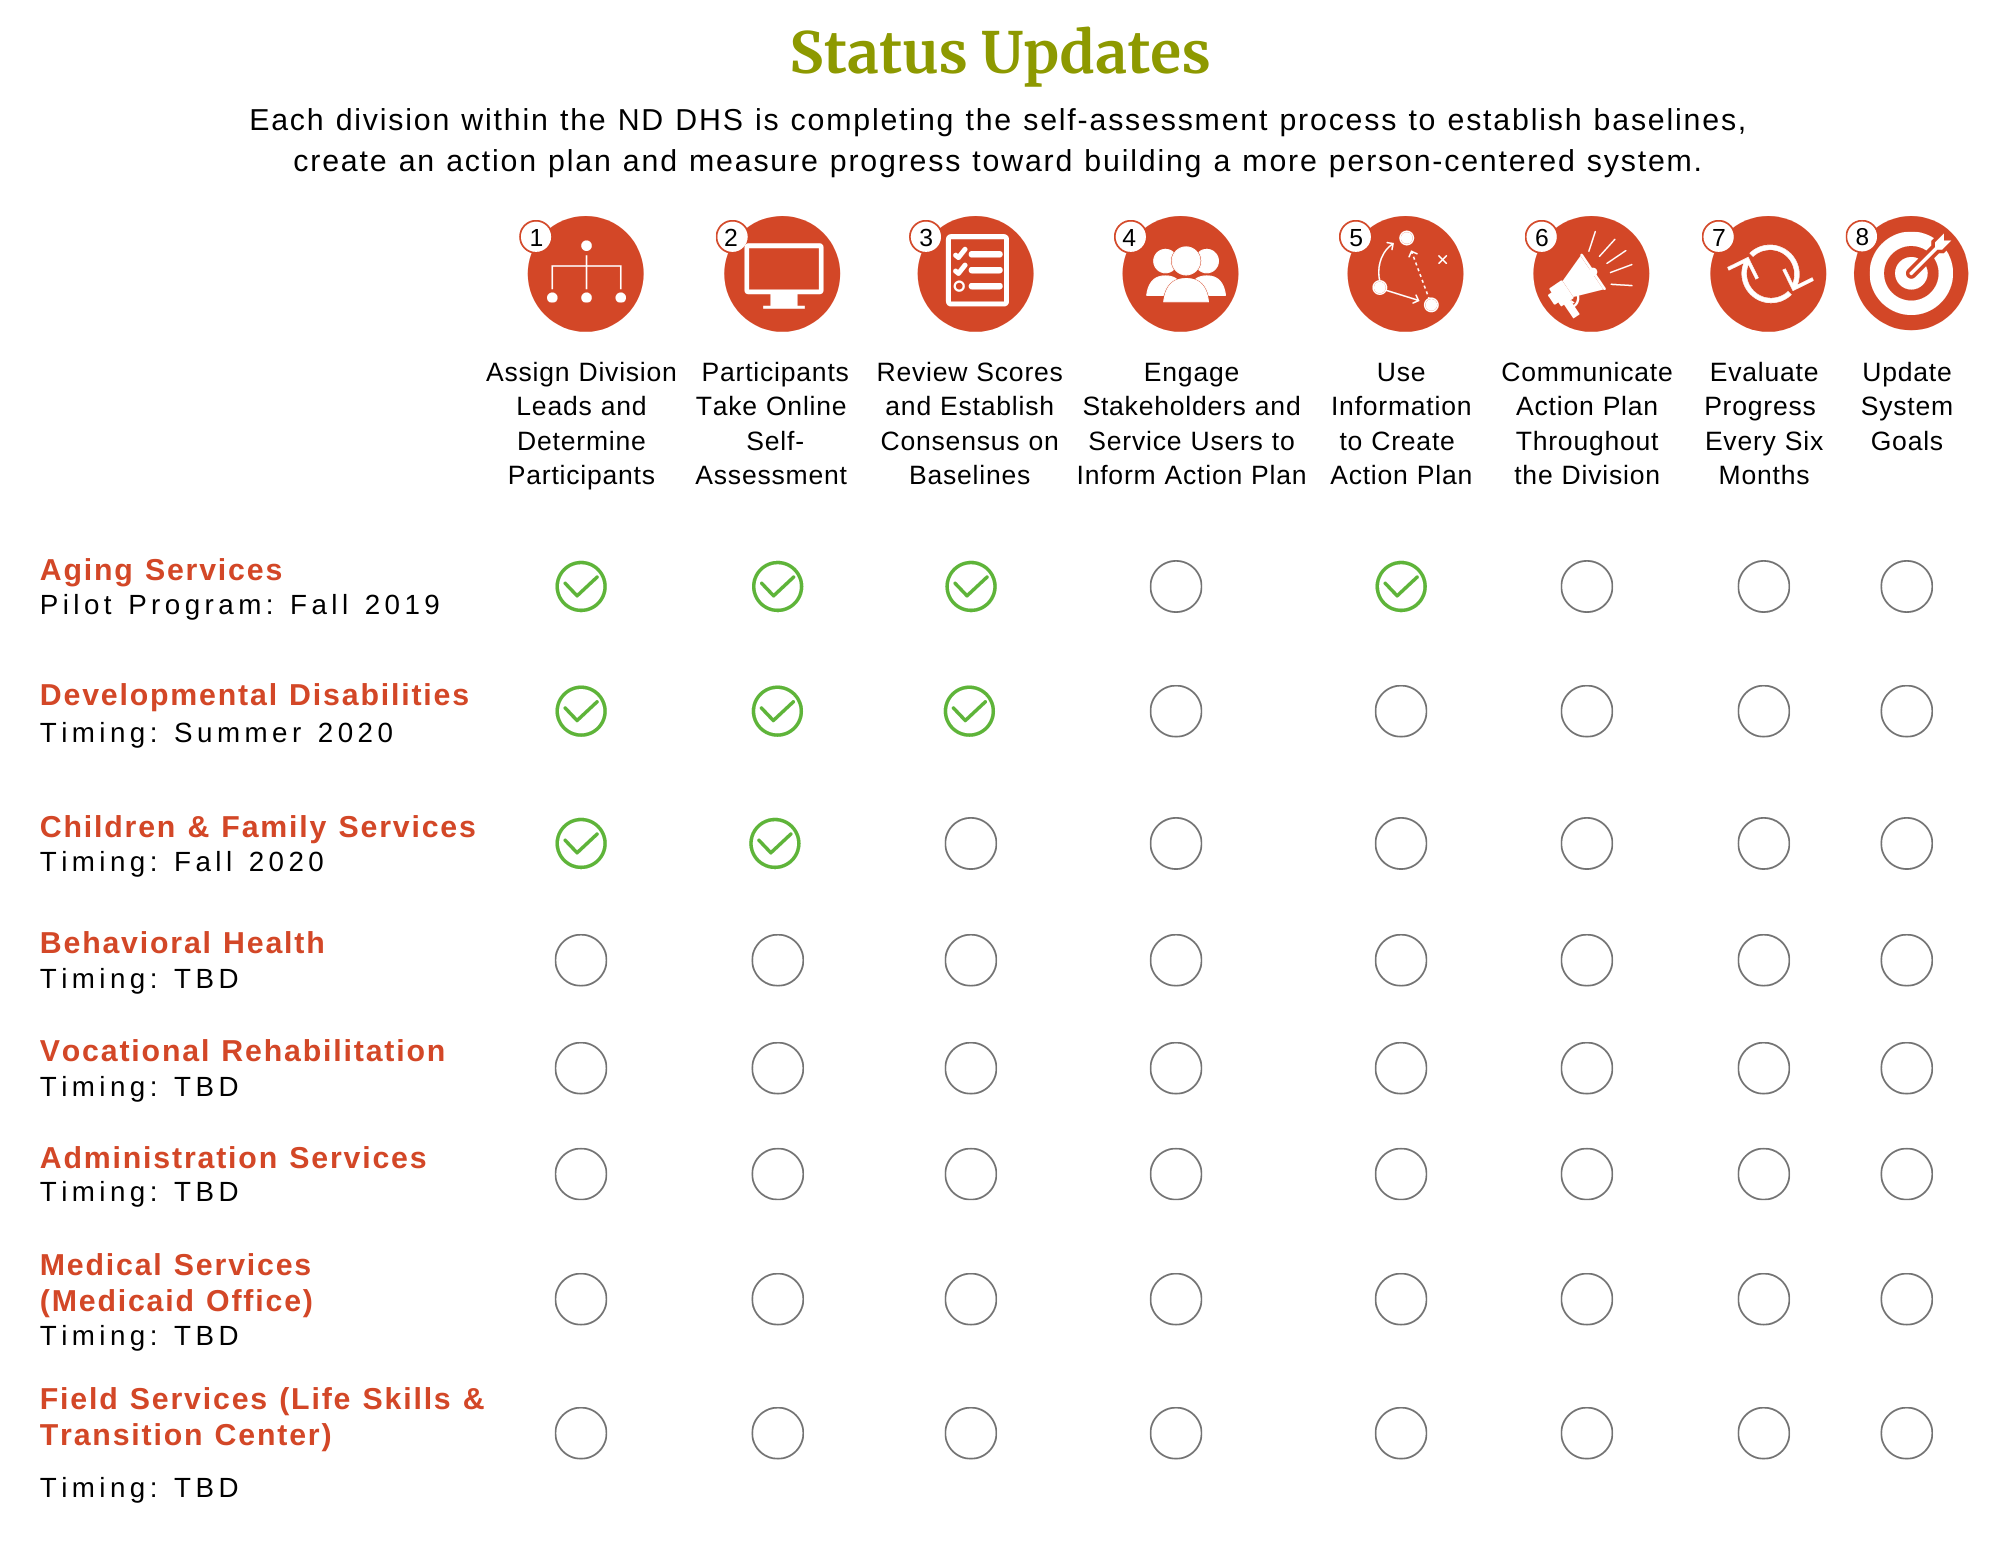 Status Updates
Each division within the ND DHS is completing the self-assessment process to establish baselines,
create an action plan and measure progress toward building a more person-centered system.
1
Assign Division
Leads and
Determine
Participants
2
Participants
Take Online
Self-
Assessment
3
Review Scores
and Establish
Consensus on
Baselines
4
Engage
Stakeholders and
Service Users to
Inform Action Plan
5
Use
Information
to Create
Action Plan
6
Communicate
Action Plan
Throughout
the Division
7
Evaluate
Progress
Every Six
Months
8
Update
System
Goals
Aging Services
Pilot Program: Fall 2019
Developmental Disabilities
Timing: Summer 2020
Children & Family Services
Timing: Fall 2020
Behavioral Health
Timing: TBD
Vocational Rehabilitation
Timing: TBD
Administration Services
Timing: TBD
Medical Services
(Medicaid Office)
Timing: TBD
Field Services (Life Skills &
Transition Center)
Timing: TBD